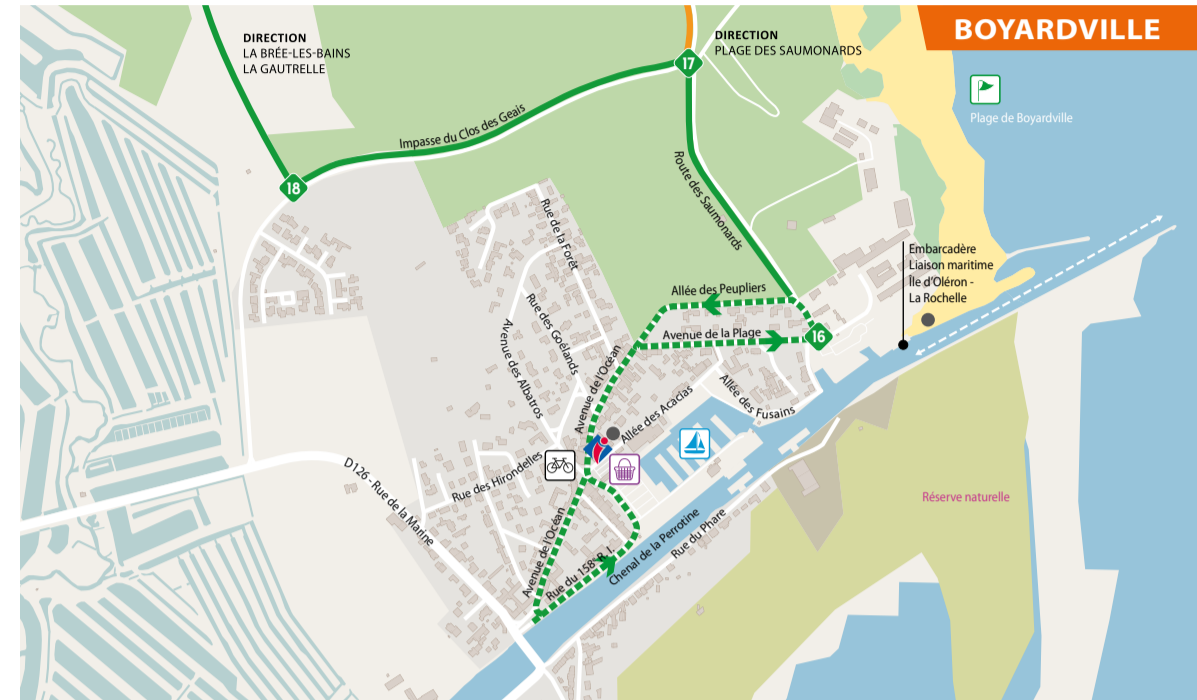 BOYARDVILLE
DIRECTION
LA BRÉE-LES-BAINS
LA GAUTRELLE
DIRECTION
PLAGE DES SAUMONARDS
17
Plage de Boyardville
Impasse du Clos des Geais
18
Route des Saumonards
Rue de la Forêt
Embarcadère
Liaison maritime
Île d'Oléron -
La Rochelle
Allée des Peupliers
Avenue de la Plage
16
Rue des Goélands
Avenue des Albatros
Avenue de l'Océan
Allée des Acacias
Allée des Fusains
Rue des Hirondelles
D126 - Rue de la Marine
Réserve naturelle
Avenue de l'Océan
Rue du 158e R. I.
Chenal de la Perrotine
Rue du Phare